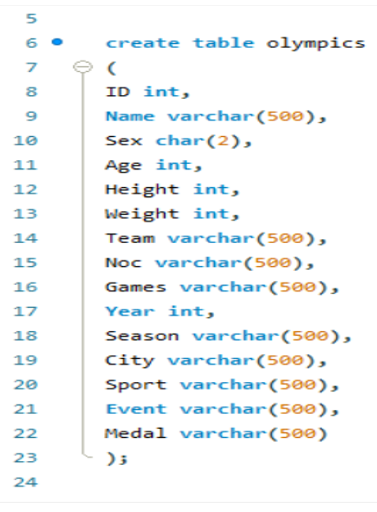 5
6 create table olympics
7 (
8 ID int,
9 Name varchar(500),
10 Sex char(2),
11 Age int,
12 Height int,
13 Weight int,
14 Team varchar(500),
15 Noc varchar(500),
16 Games varchar(500),
17 Year int,
18 Season varchar(500),
19 City varchar(500),
20 Sport varchar(500),
21 Event varchar(500),
22 Medal varchar(500)
23 );
24